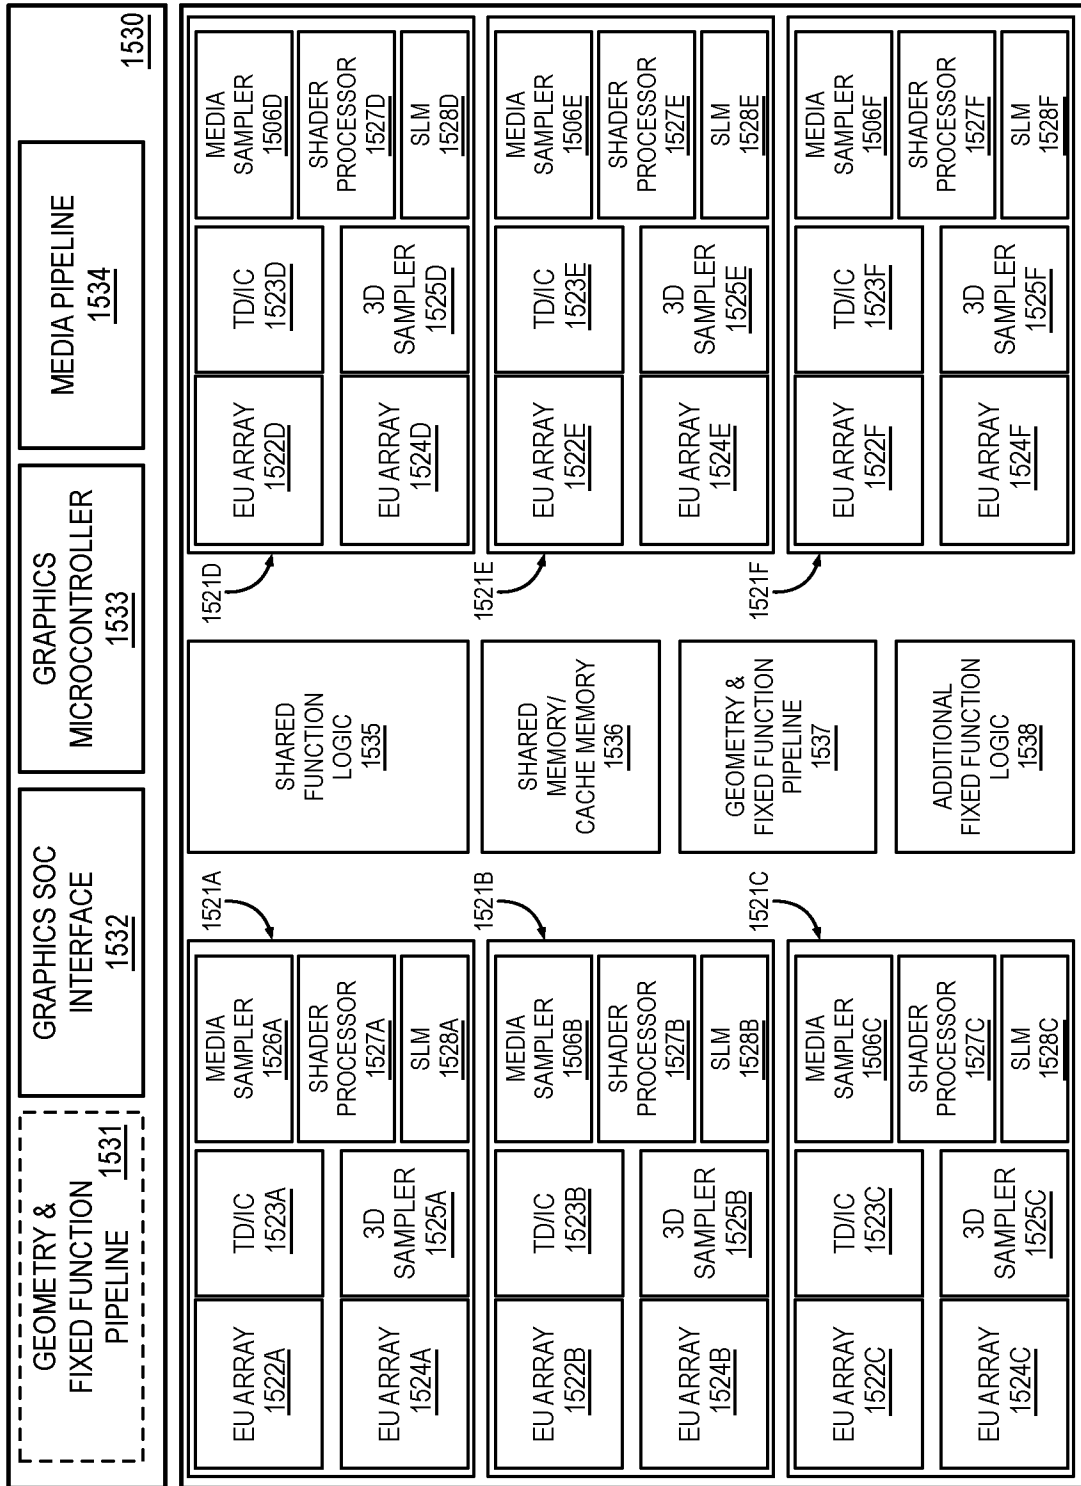 GEOMETRY &
FIXED FUNCTION
PIPELINE
1531
GRAPHICS SOC
INTERFACE
1532
GRAPHICS
MICROCONTROLLER
1533
MEDIA PIPELINE
1534
1530
EU ARRAY
1522A
TD/IC
1523A
MEDIA
SAMPLER
1526A
EU ARRAY
1524A
3D
SAMPLER
1525A
SHADER
PROCESSOR
1527A
SLM
1528A
1521A
EU ARRAY
1522B
TD/IC
1523B
MEDIA
SAMPLER
1506B
EU ARRAY
1524B
3D
SAMPLER
1525B
SHADER
PROCESSOR
1527B
SLM
1528B
1521B
EU ARRAY
1522C
TD/IC
1523C
MEDIA
SAMPLER
1506C
EU ARRAY
1524C
3D
SAMPLER
1525C
SHADER
PROCESSOR
1527C
SLM
1528C
1521C
SHARED
FUNCTION
LOGIC
1535
SHARED
MEMORY/
CACHE MEMORY
1536
GEOMETRY &
FIXED FUNCTION
PIPELINE
1537
ADDITIONAL
FIXED FUNCTION
LOGIC
1538
1521D
EU ARRAY
1522D
TD/IC
1523D
MEDIA
SAMPLER
1506D
EU ARRAY
1524D
3D
SAMPLER
1525D
SHADER
PROCESSOR
1527D
SLM
1528D
1521E
EU ARRAY
1522E
TD/IC
1523E
MEDIA
SAMPLER
1506E
EU ARRAY
1524E
3D
SAMPLER
1525E
SHADER
PROCESSOR
1527E
SLM
1528E
1521F
EU ARRAY
1522F
TD/IC
1523F
MEDIA
SAMPLER
1506F
EU ARRAY
1524F
3D
SAMPLER
1525F
SHADER
PROCESSOR
1527F
SLM
1528F